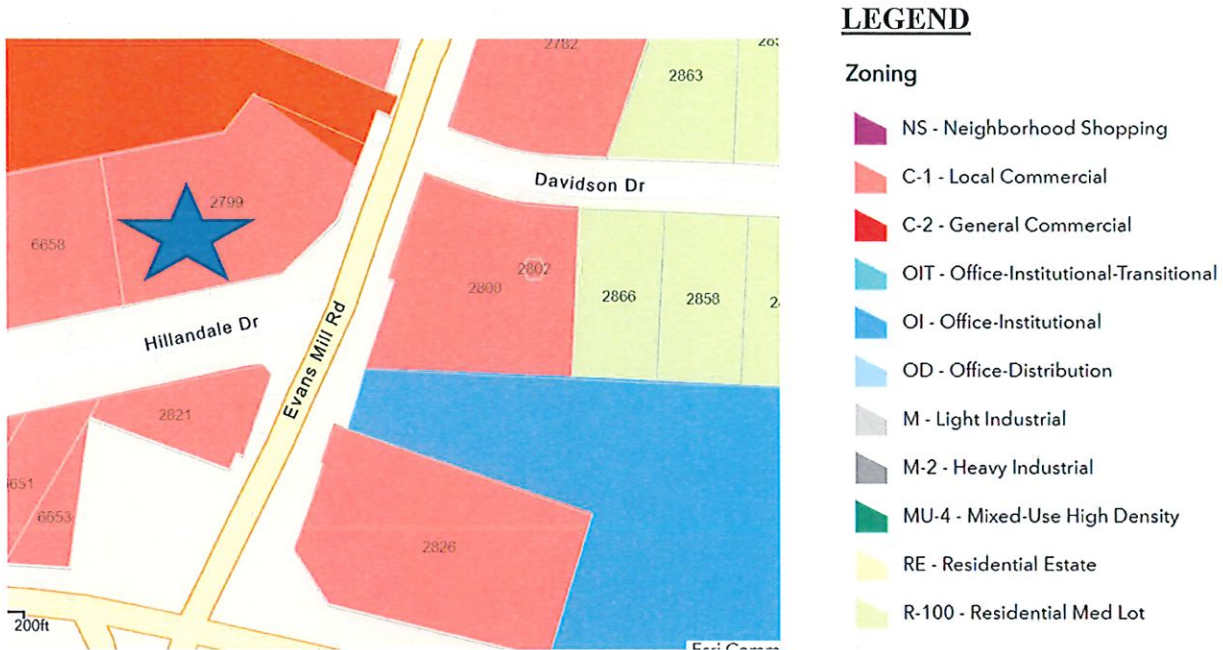 LEGEND
Zoning
NS - Neighborhood Shopping
C-1 - Local Commercial
C-2 - General Commercial
OIT - Office-Institutional-Transitional
OI - Office-Institutional
OD - Office-Distribution
M - Light Industrial
M-2 - Heavy Industrial
MU-4 - Mixed-Use High Density
RE - Residential Estate
R-100 - Residential Med Lot
2782
2863
Davidson Dr
2799
6658
2802
2800
2866
2858
Hillandale Dr
Evans Mill Rd
2821
6651
6653
2826
200ft